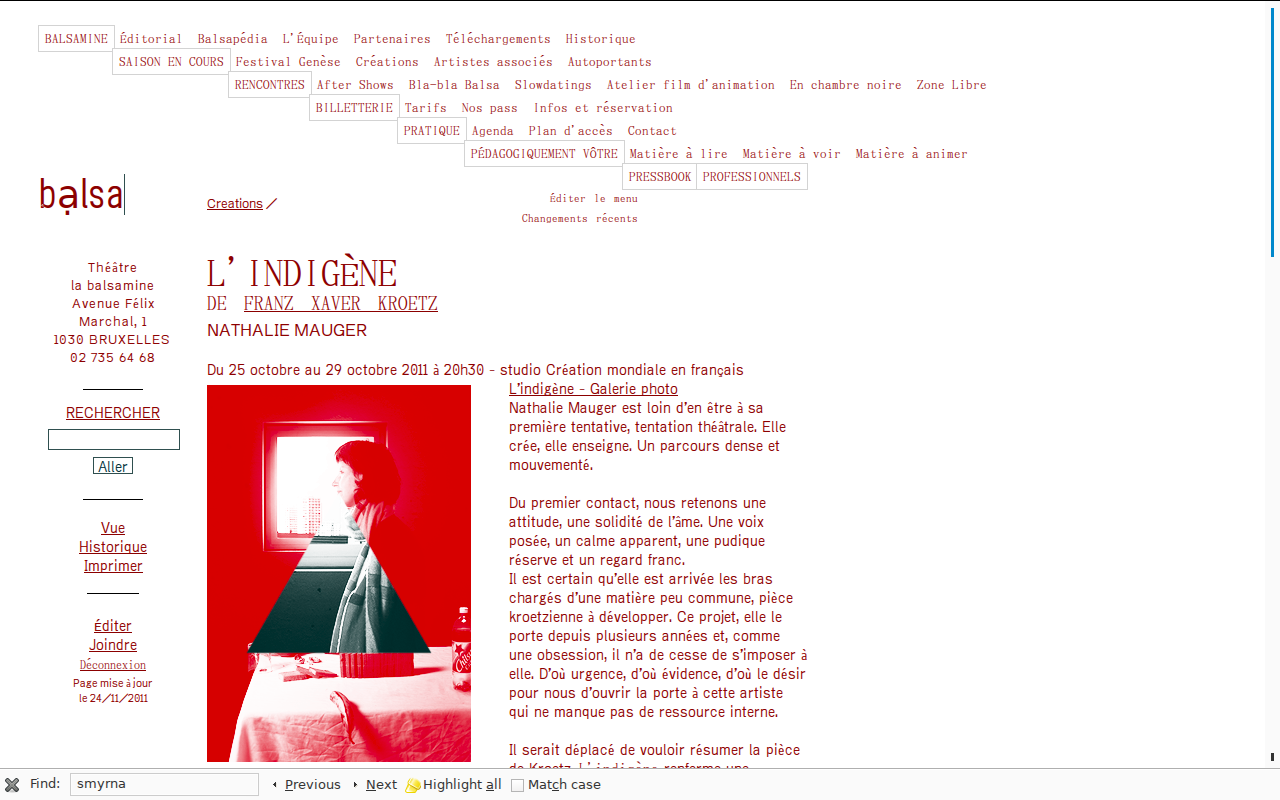 BALSAMINE Éditorial Balsapédia L'Équipe Partenaires Téléchargements Historique
SAISON EN COURS Festival Genèse Créations Artistes associés Autoportants
RENCONTRES After Shows Bla-bla Balsa Slowdatings Atelier film d'animation En chambre noire Zone Libre
BILLETTERIE Tarifs Nos pass Infos et réservation
PRATIQUE Agenda Plan d'accès Contact
PÉDAGOGIQUEMENT VÔTRE Matière à lire Matière à voir Matière à animer
PRESSBOOK PROFESSIONNELS
Éditer le menu
Changements récents
bạlsa
Creations /
Théâtre
la balsamine
Avenue Félix
Marchal, 1
1030 BRUXELLES
02 735 64 68
RECHERCHER
Aller
Vue
Historique
Imprimer
Éditer
Joindre
Déconnexion
Page mise à jour
le 24/11/2011
L'INDIGÈNE
DE FRANZ XAVER KROETZ
NATHALIE MAUGER
Du 25 octobre au 29 octobre 2011 à 20h30 - studio Création mondiale en français
L'indigène - Galerie photo
Nathalie Mauger est loin d'en être à sa
première tentative, tentation théâtrale. Elle
crée, elle enseigne. Un parcours dense et
mouvementé.
Du premier contact, nous retenons une
attitude, une solidité de l'âme. Une voix
posée, un calme apparent, une pudique
réserve et un regard franc.
Il est certain qu'elle est arrivée les bras
chargés d'une matière peu commune, pièce
kroetzienne à développer. Ce projet, elle le
porte depuis plusieurs années et, comme
une obsession, il n'a de cesse de s'imposer à
elle. D'où urgence, d'où évidence, d'où le désir
pour nous d'ouvrir la porte à cette artiste
qui ne manque pas de ressource interne.
Il serait déplacé de vouloir résumer la pièce
de Kroetz. L'indigène renferme une
Find: smyrna Previous Next Highlight all Match case